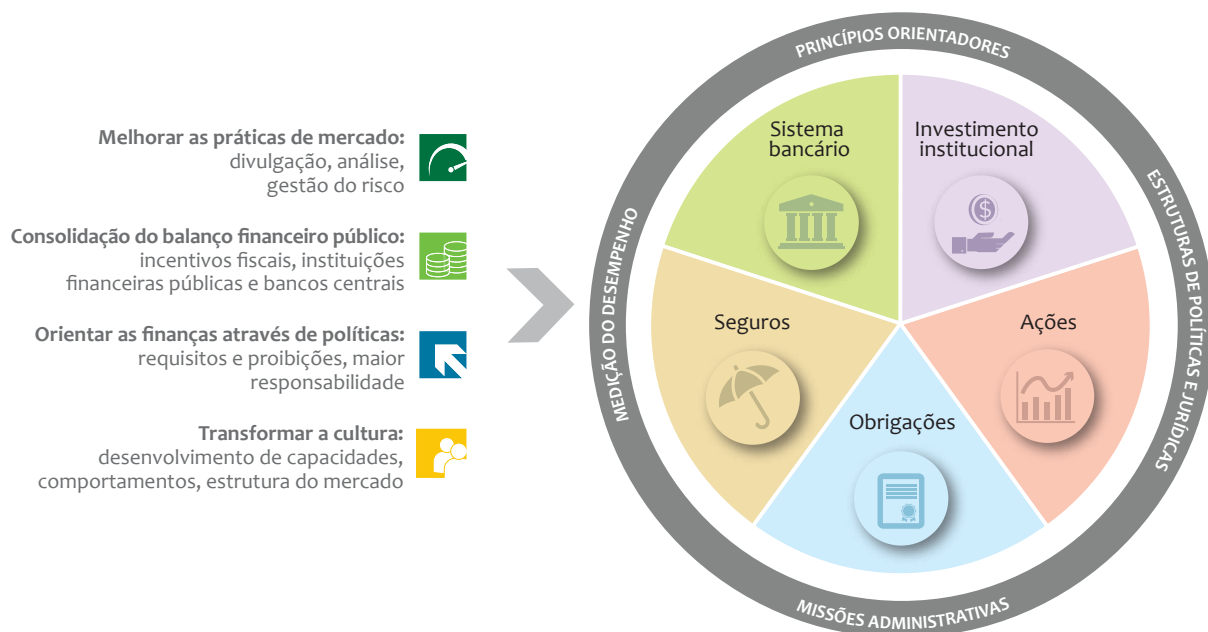 Melhorar as práticas de mercado:
divulgação, análise,
gestão do risco
Consolidação do balanço financeiro público:
incentivos fiscais, instituições
financeiras públicas e bancos centrais
Orientar as finanças através de políticas:
requisitos e proibições, maior
responsabilidade
Transformar a cultura:
desenvolvimento de capacidades,
comportamentos, estrutura do mercado
PRINCÍPIOS ORIENTADORES
ESTRUTURAS DE POLÍTICAS E JURÍDICAS
MISSÕES ADMINISTRATIVAS
MEDIÇÃO DO DESEMPENHO
Sistema
bancário
Investimento
institucional
$
Seguros
Ações
Obrigações